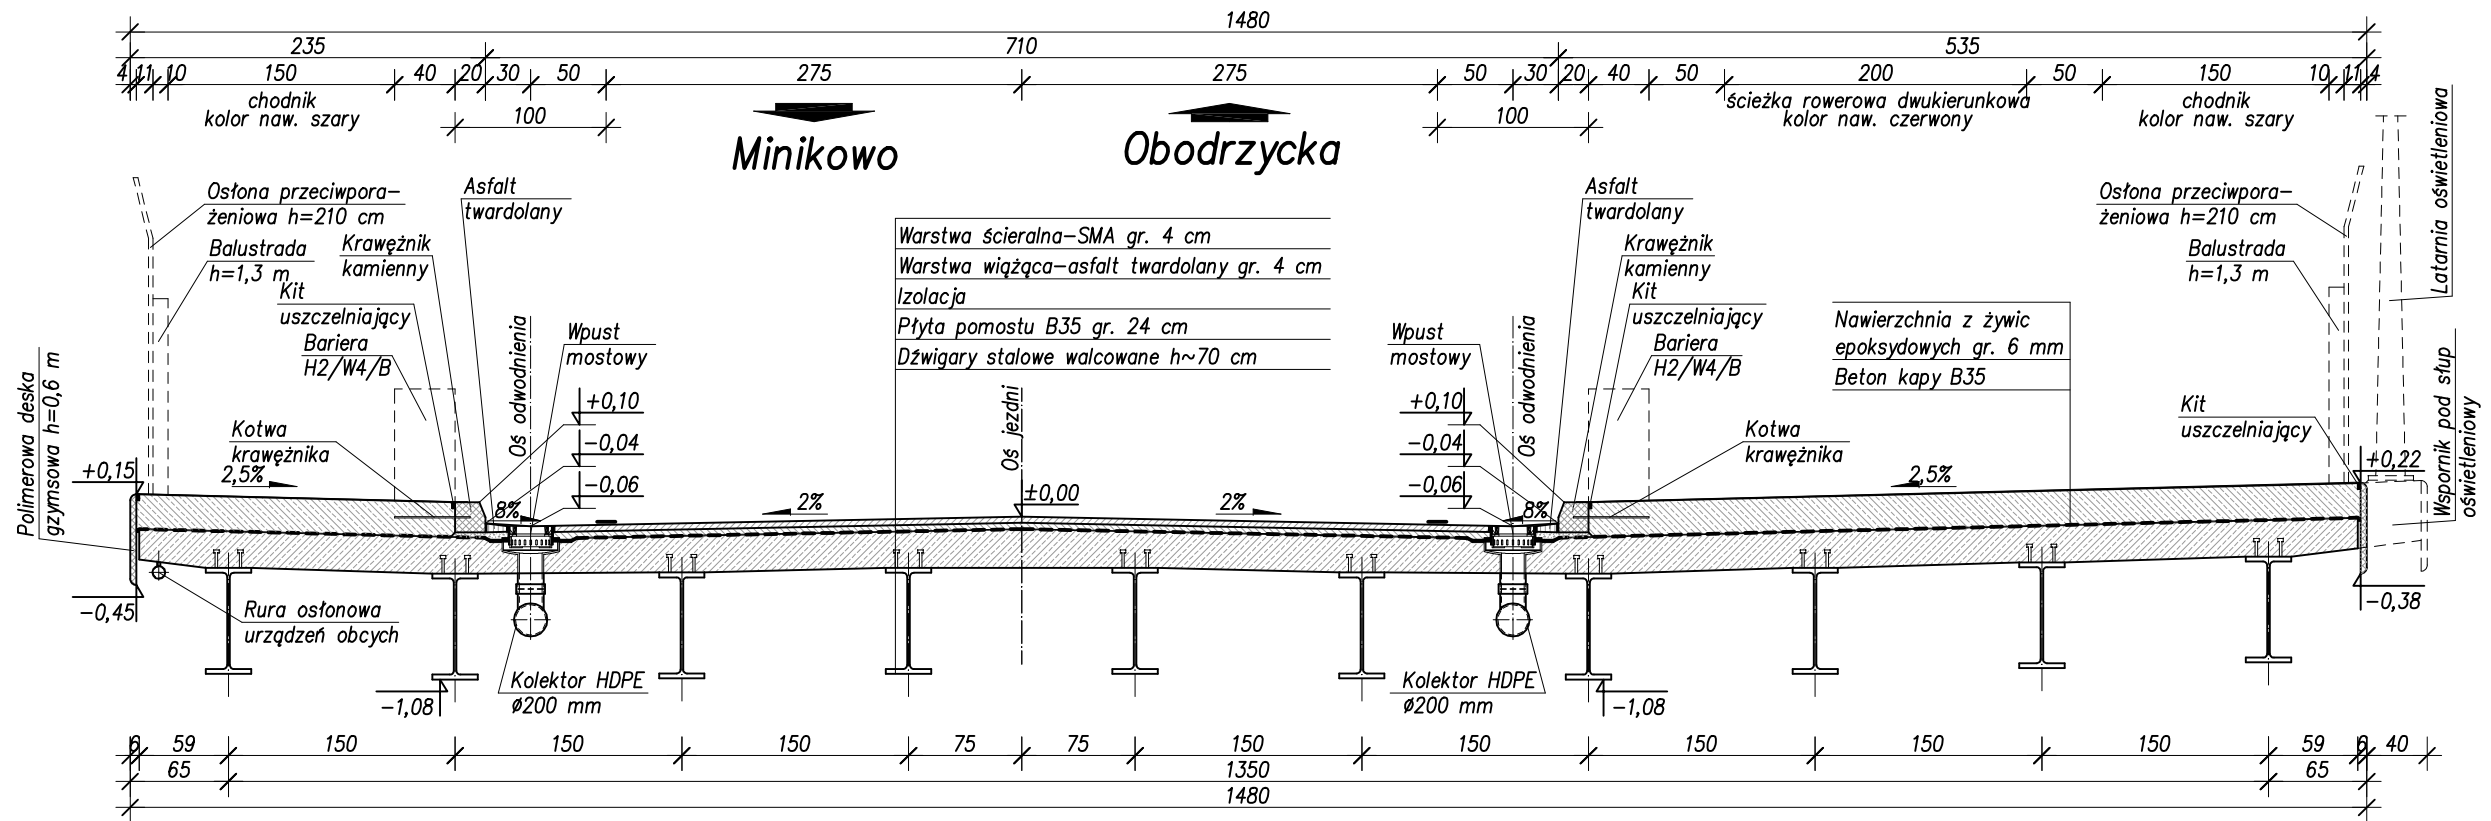 1480
235 710 535
4 11 10 150 40 20 30 50 275 275 50 30 20 40 50 200 50 150 10 11 4
chodnik
kolor naw. szary
100
100
ścieżka rowerowa dwukierunkowa
kolor naw. czerwony
chodnik
kolor naw. szary
Minikowo
Obodrzycka
Latarnia oświetleniowa
Osłona przeciwpora-
żeniowa h=210 cm
Balustrada
h=1,3 m
Krawężnik
kamienny
Kit
uszczelniający
Bariera
H2/W4/B
Asfalt
twardolany
Oś odwodnienia
Wpust
mostowy
Warstwa ścieralna-SMA gr. 4 cm
Warstwa wiążąca-asfalt twardolany gr. 4 cm
Izolacja
Płyta pomostu B35 gr. 24 cm
Dźwigary stalowe walcowane h~70 cm
Oś jezdni
Wpust
mostowy
Oś odwodnienia
Asfalt
twardolany
Krawężnik
kamienny
Kit
uszczelniający
Bariera
H2/W4/B
Nawierzchnia z żywic
epoksydowych gr. 6 mm
Beton kapy B35
Osłona przeciwpora-
żeniowa h=210 cm
Balustrada
h=1,3 m
Kit
uszczelniający
Wspornik pod słup
oświetleniowy
Polimerowa deska
gzymsowa h=0,6 m
Kotwa
krawężnika
Kotwa
krawężnika
+0,10
-0,04
-0,06
+0,10
-0,04
-0,06
+0,15
2,5%
8%
2%
±0,00
2%
8%
2,5%
+0,22
-0,45
Rura osłonowa
urządzeń obcych
-0,38
Kolektor HDPE
ø200 mm
Kolektor HDPE
ø200 mm
-1,08
-1,08
6 59 150 150 150 75 75 150 150 150 150 150 59 6 40
65 1350 65
1480